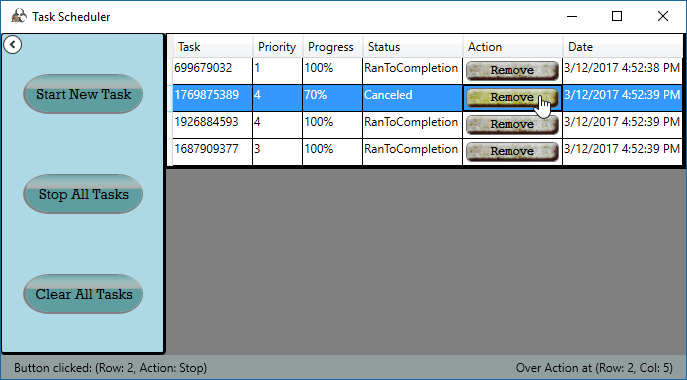 Task Scheduler
Start New Task
Stop All Tasks
Clear All Tasks
Task Priority Progress Status Action Date
699679032 1 100% RanToCompletion Remove 3/12/2017 4:52:38 PM
1769875389 4 70% Canceled Remove 3/12/2017 4:52:39 PM
1926884593 4 100% RanToCompletion Remove 3/12/2017 4:52:39 PM
1687909377 3 100% RanToCompletion Remove 3/12/2017 4:52:39 PM
Button clicked: (Row: 2, Action: Stop) Over Action at (Row: 2, Col: 5)